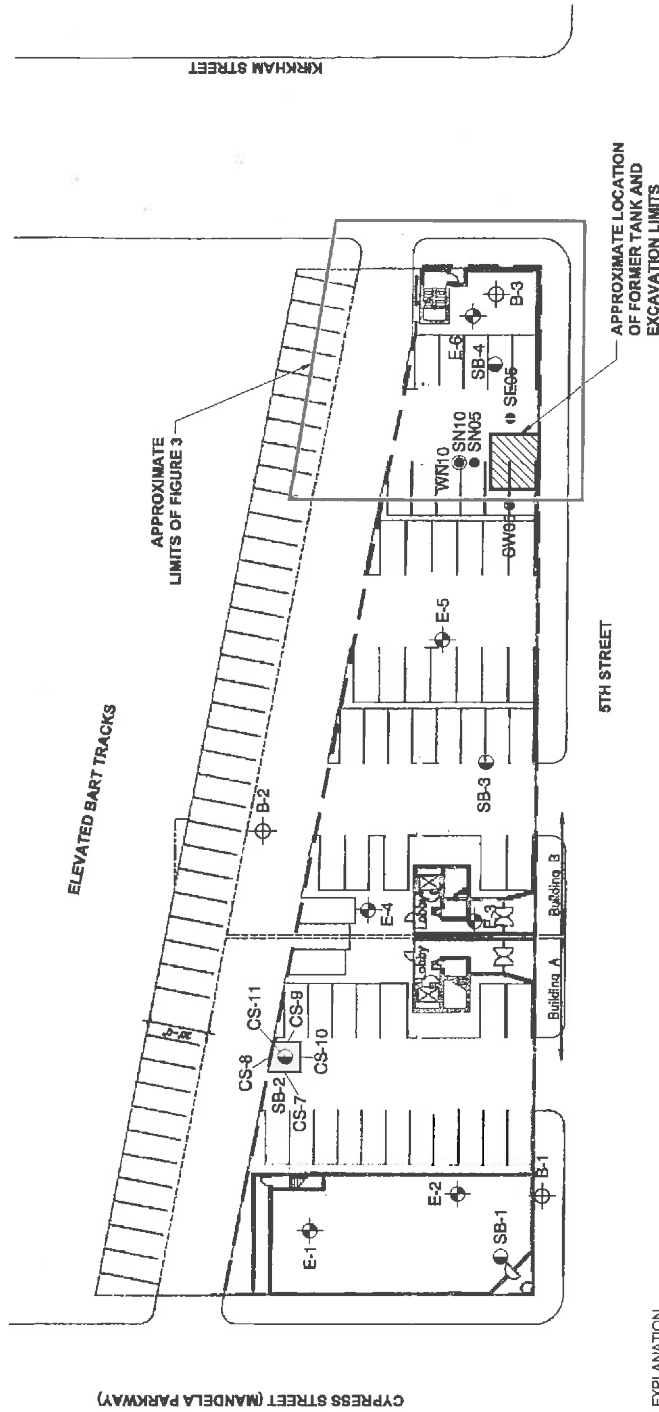 KIRKHAM STREET
APPROXIMATE LOCATION
OF FORMER TANK AND
EXCAVATION LIMITS
APPROXIMATE
LIMITS OF FIGURE 3
B-3
E-6
SB-4
SE05
WN10
SN10
SN05
SW05
E-5
5TH STREET
SB-3
ELEVATED BART TRACKS
B-2
E-4
Lobby
E-3
Building B
Lobby
Building A
CS-11
CS-9
CS-8
CS-10
SB-2
CS-7
B-1
E-2
E-1
SB-1
CYPRESS STREET (MANDELA PARKWAY)
EXPLANATION